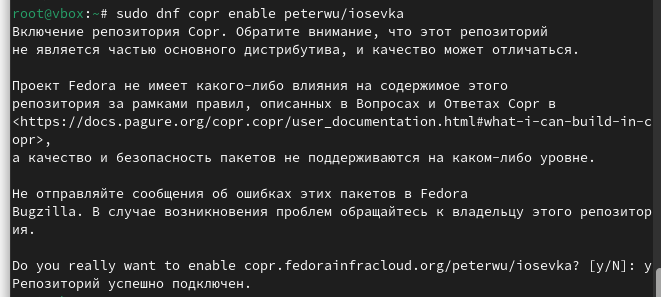 root@vbox:~# sudo dnf copr enable peterwu/iosevka
Включение репозитория Copr. Обратите внимание, что этот репозиторий
не является частью основного дистрибутива, и качество может отличаться.
Проект Fedora не имеет какого-либо влияния на содержимое этого
репозитория за рамками правил, описанных в Вопросах и Ответах Copr в
<https://docs.pagure.org/copr.copr/user_documentation.html#what-i-can-build-in-c
opr>,
а качество и безопасность пакетов не поддерживаются на каком-либо уровне.
Не отправляйте сообщения об ошибках этих пакетов в Fedora
Bugzilla. В случае возникновения проблем обращайтесь к владельцу этого репозитор
ия.
Do you really want to enable copr.fedorainfracloud.org/peterwu/iosevka? [y/N]: y
Репозиторий успешно подключен.